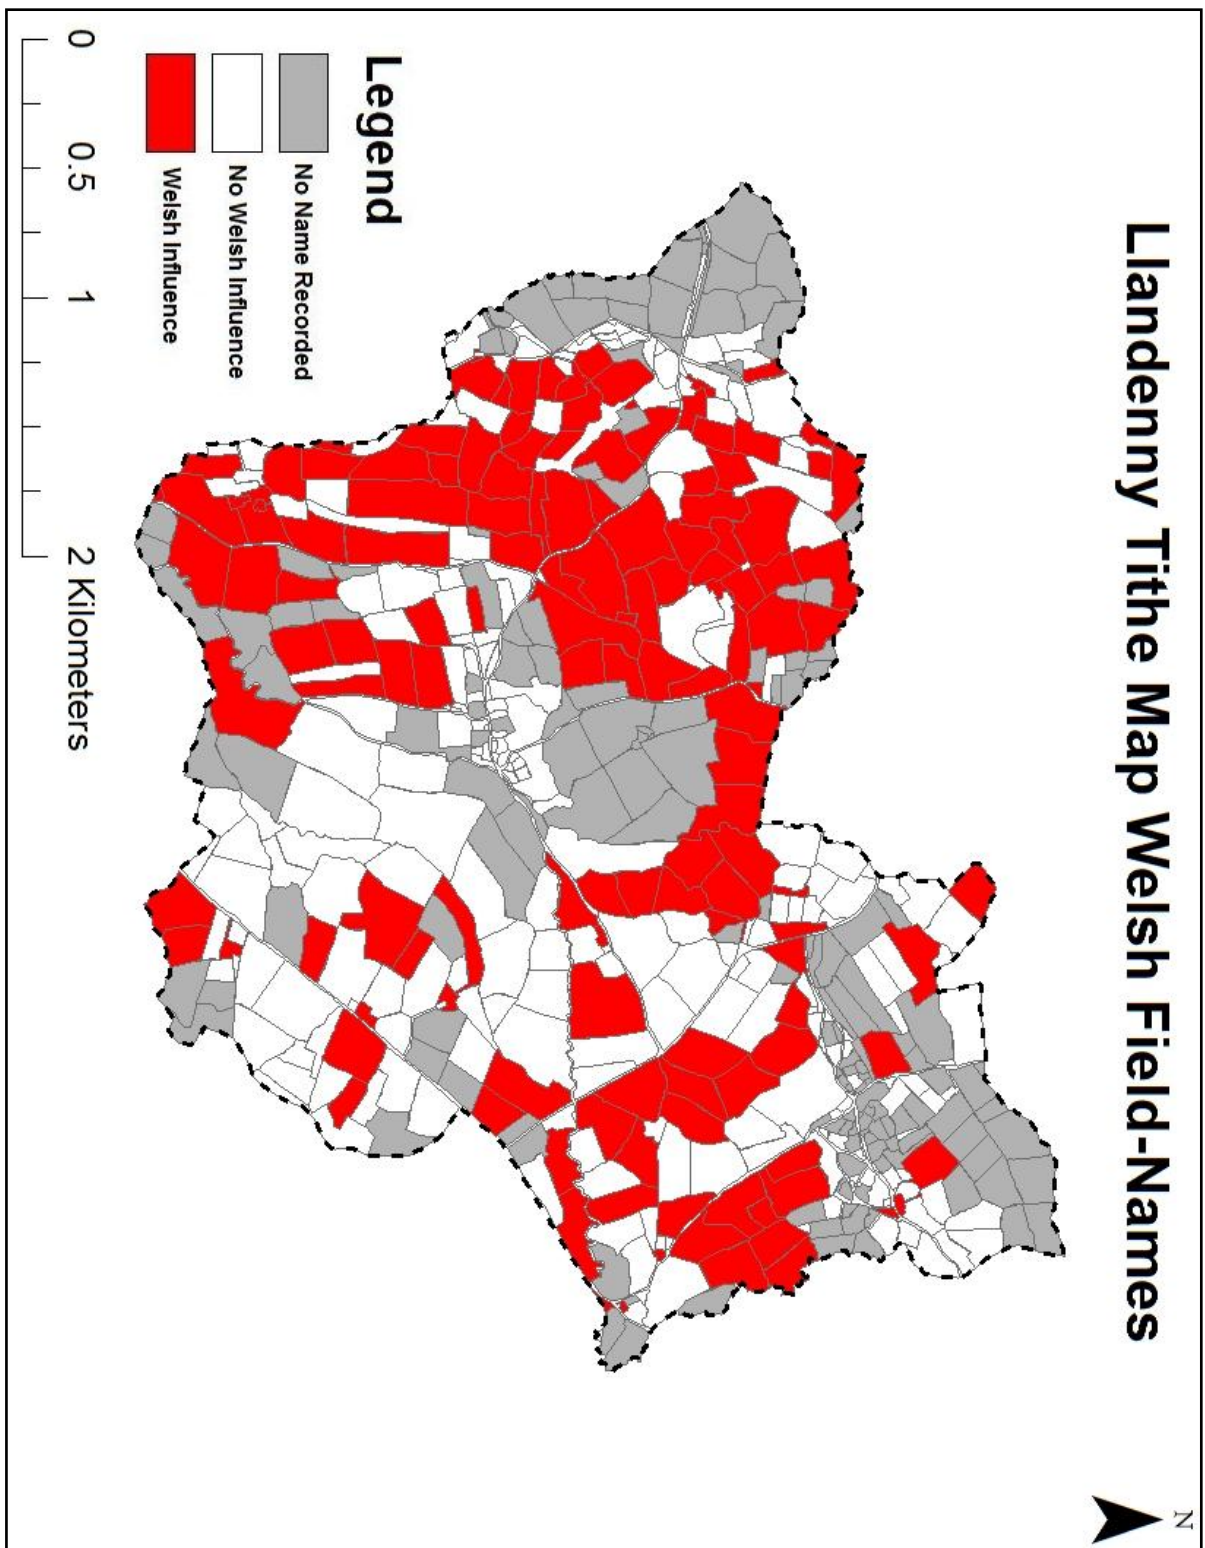 Llandenny Tithe Map Welsh Field-Names
N
Legend
No Name Recorded
No Welsh Influence
Welsh Influence
0 0.5 1 2 Kilometers